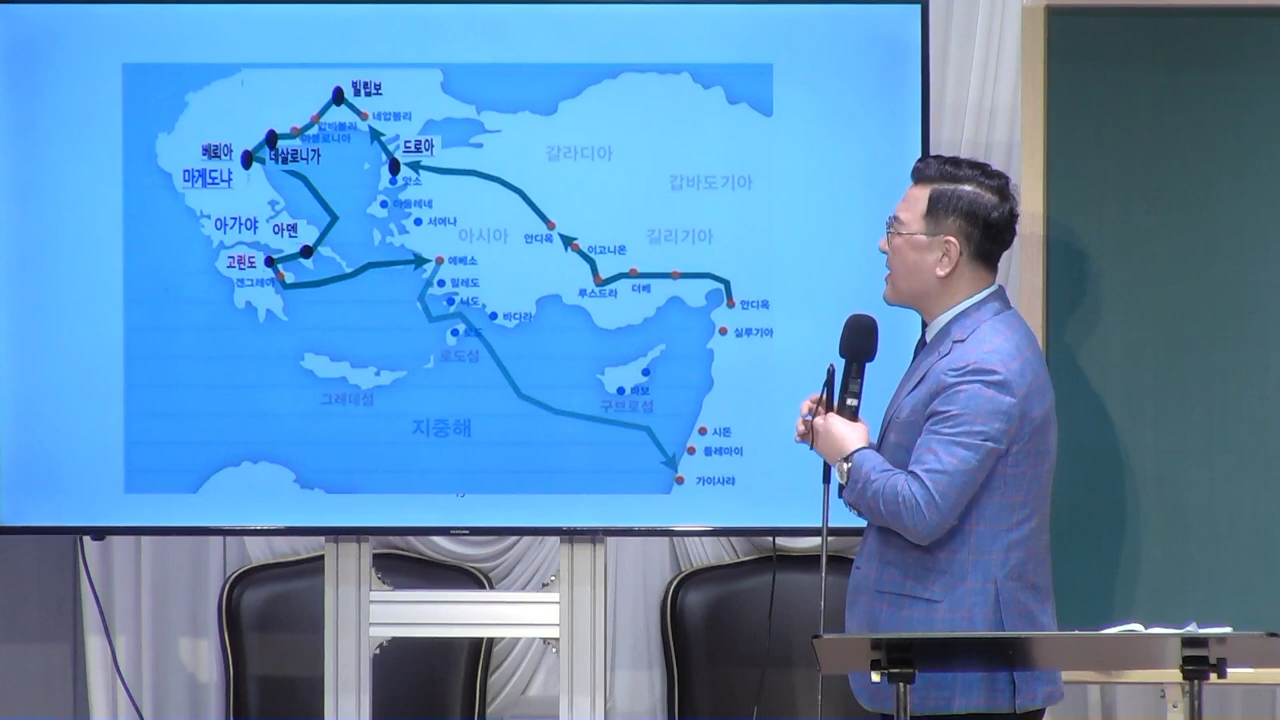 빌립보
네압볼리
암비볼리
아볼로니아
베뢰아
데살로니가
드로아
마게도냐
앗소
갈라디아
갑바도기아
서머나
아가야
아덴
아시아
안디옥
이고니온
길리기아
고린도
겐그레아
에베소
밀레도
루스드라
더베
니도
바다라
안디옥
실루기아
로도섬
그레데섬
바보
구브로섬
지중해
시돈
돌레마이
가이사랴
SAMSUNG